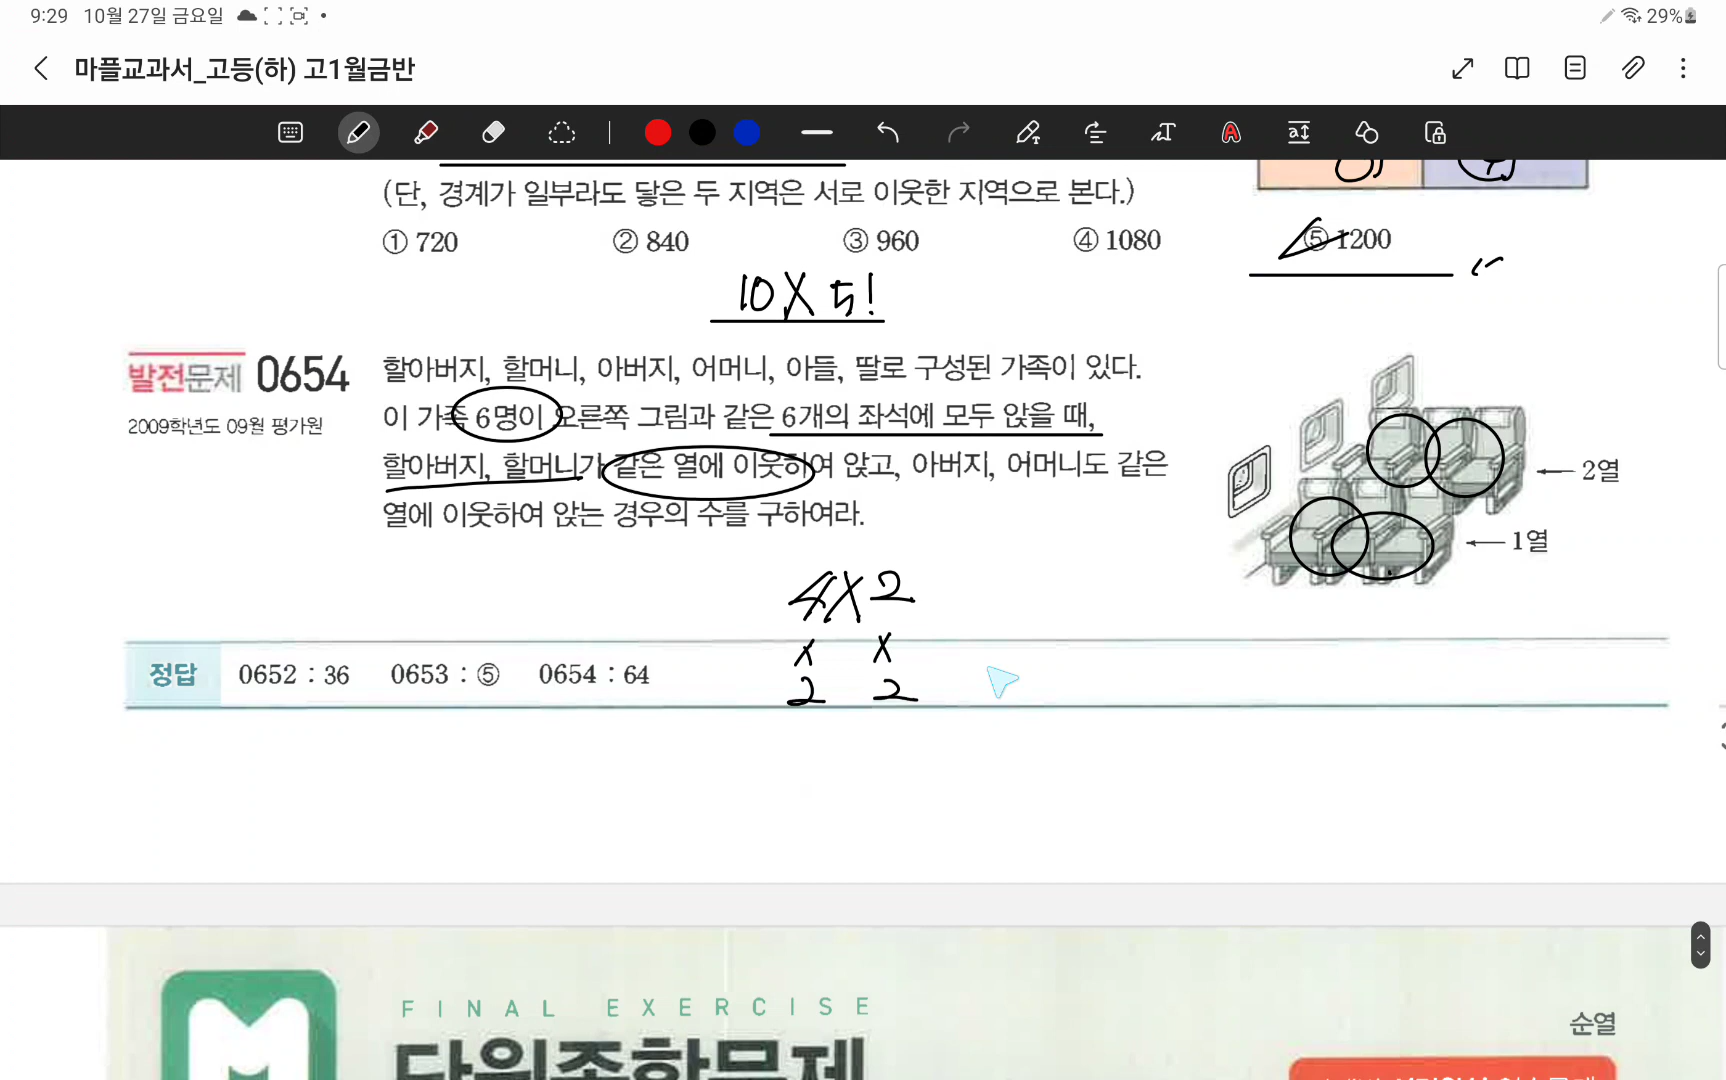 9:29 10월 27일 금요일
29%
마플교과서_고등(하) 고1월금반
(단, 경계가 일부라도 닿은 두 지역은 서로 이웃한 지역으로 본다.)
① 720 ② 840 ③ 960 ④ 1080 ⑤ 1200
10 X 5!
발전문제 0654
2009학년도 09월 평가원
할아버지, 할머니, 아버지, 어머니, 아들, 딸로 구성된 가족이 있다.
이 가족 6명이 오른쪽 그림과 같은 6개의 좌석에 모두 앉을 때,
할아버지, 할머니가 같은 열에 이웃하여 앉고, 아버지, 어머니도 같은
열에 이웃하여 앉는 경우의 수를 구하여라.
2열
1열
4 X 2
X X
2 2
정답 0652 : 36 0653 : ⑤ 0654 : 64
FINAL EXERCISE
단원종합문제
순열